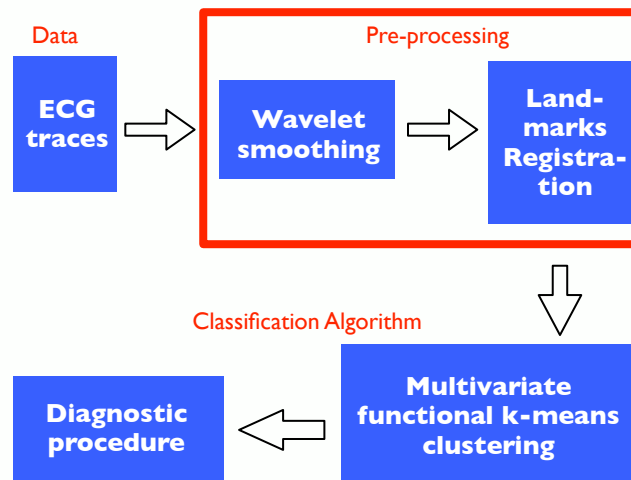 Data
Pre-processing
ECG
traces
Wavelet
smoothing
Land-
marks
Registra-
tion
Classification Algorithm
Multivariate
functional k-means
clustering
Diagnostic
procedure